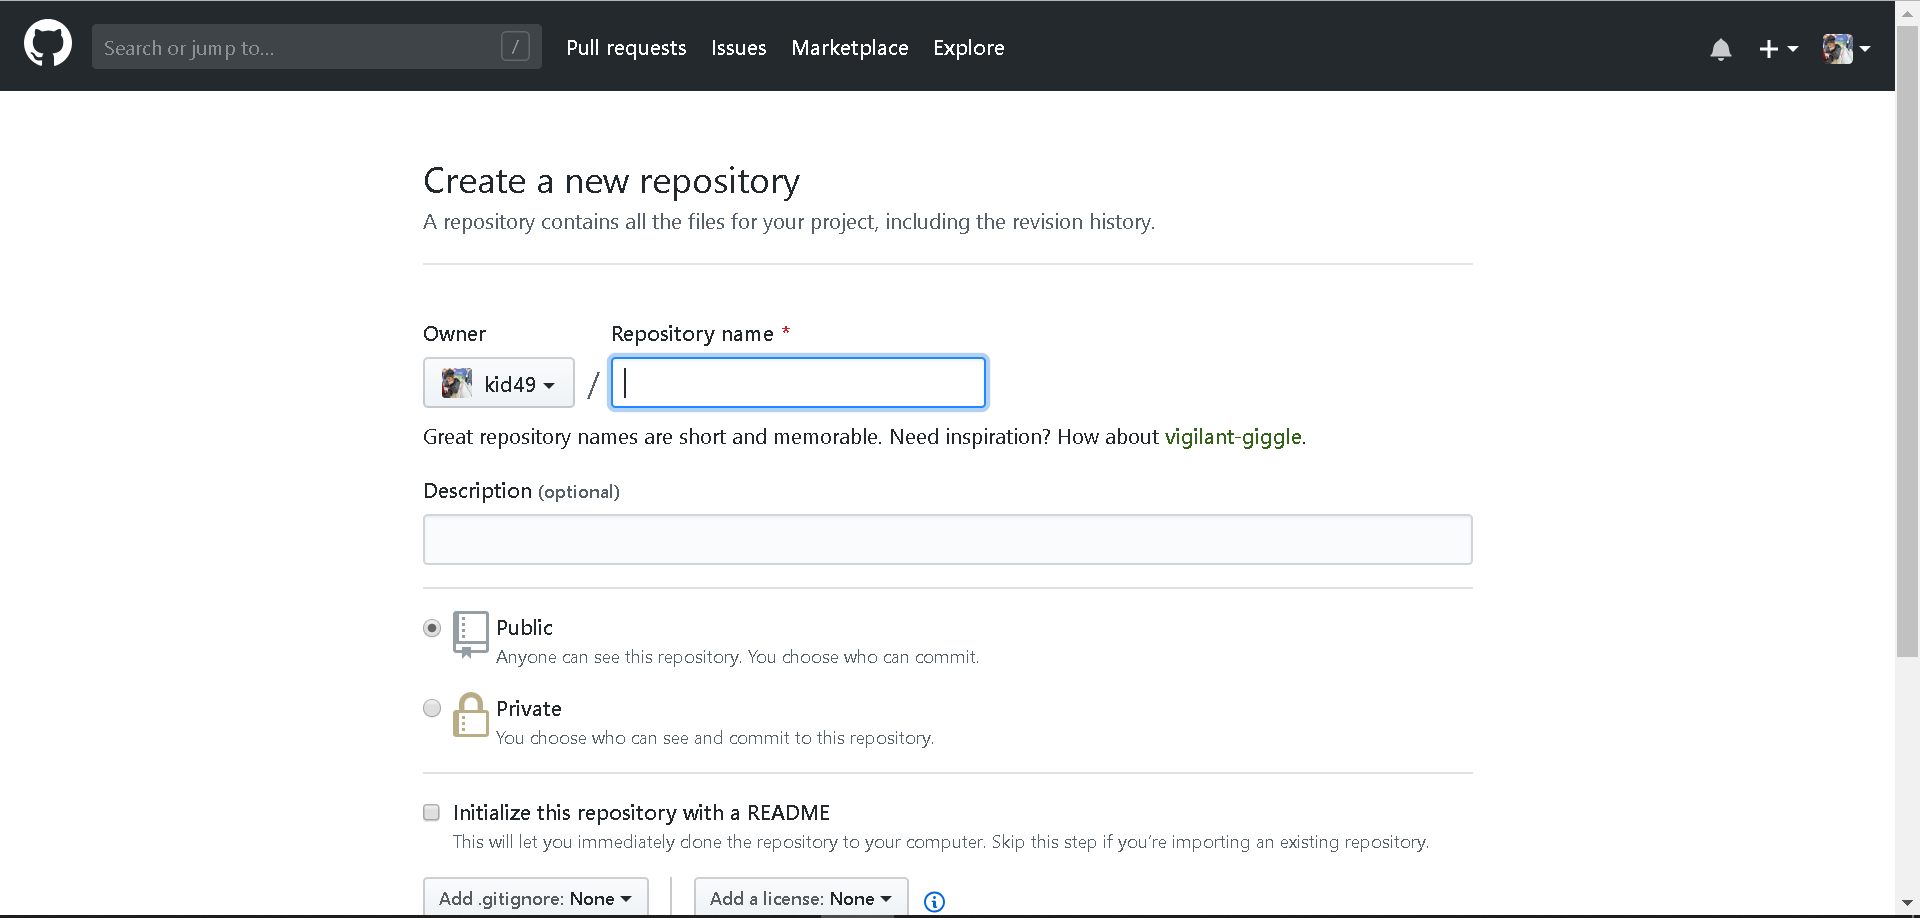 Search or jump to... /
Pull requests Issues Marketplace Explore
Create a new repository
A repository contains all the files for your project, including the revision history.
Owner Repository name *
kid49 /
Great repository names are short and memorable. Need inspiration? How about vigilant-giggle.
Description (optional)
Public
Anyone can see this repository. You choose who can commit.
Private
You choose who can see and commit to this repository.
Initialize this repository with a README
This will let you immediately clone the repository to your computer. Skip this step if you’re importing an existing repository.
Add .gitignore: None Add a license: None